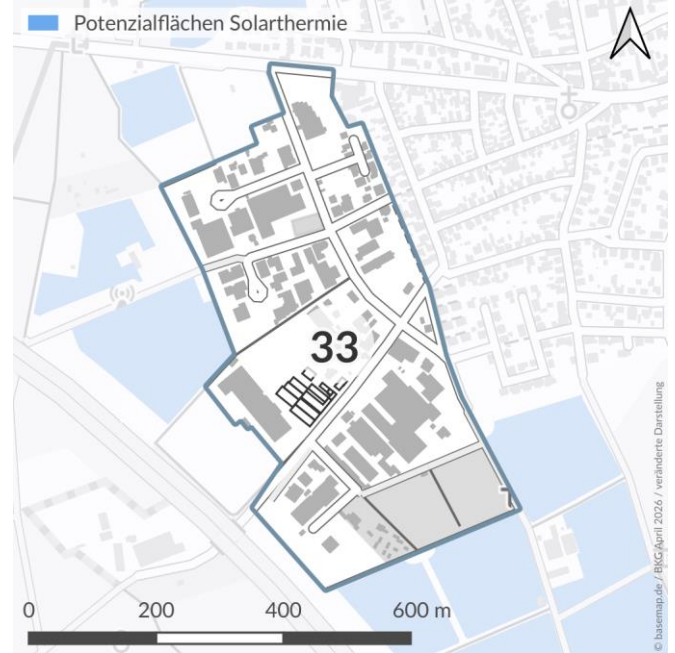 Potenzialflächen Solarthermie
33
0 200 400 600 m
© basemap.de / BKG April 2026 / veränderte Darstellung